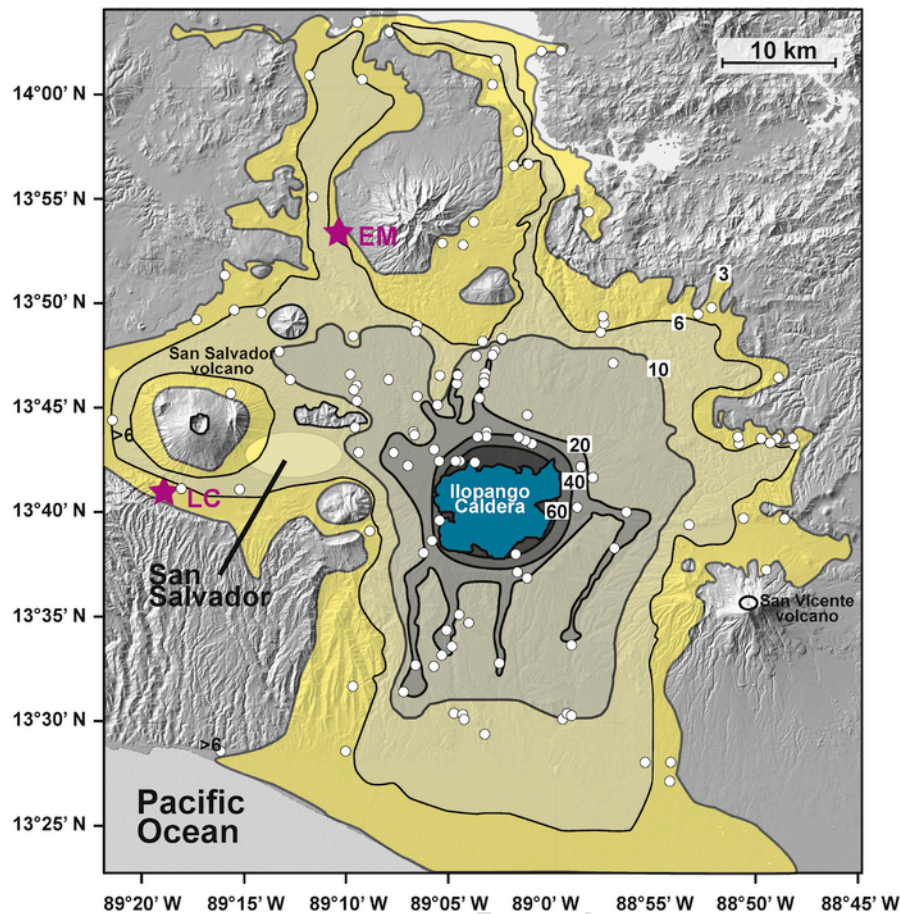 10 km
14°00' N
13°55' N
EM
13°50' N
3
6
San Salvador
volcano
10
13°45' N
>6
20
40
Ilopango
Caldera
60
LC
13°40' N
San
Salvador
13°35' N
San Vicente
volcano
13°30' N
>6
Pacific
Ocean
13°25' N
89°20' W
89°15' W
89°10' W
89°05' W
89°00' W
88°55' W
88°50' W
88°45' W